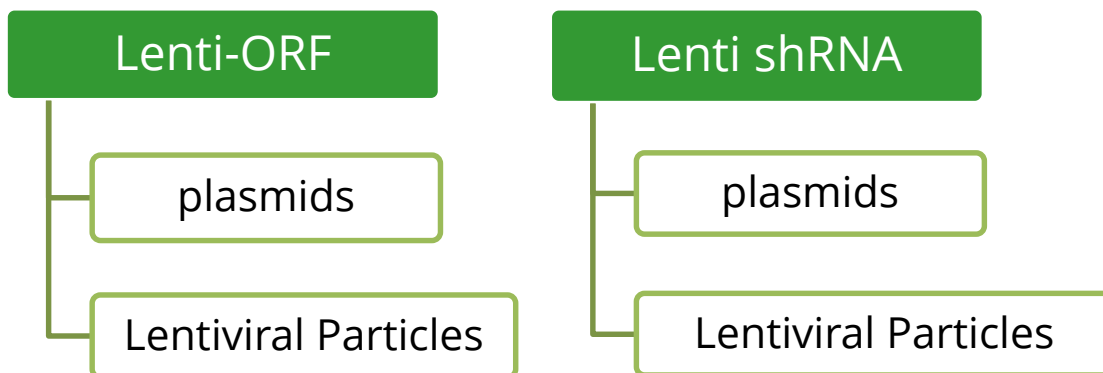 Lenti-ORF
plasmids
Lentiviral Particles
Lenti shRNA
plasmids
Lentiviral Particles